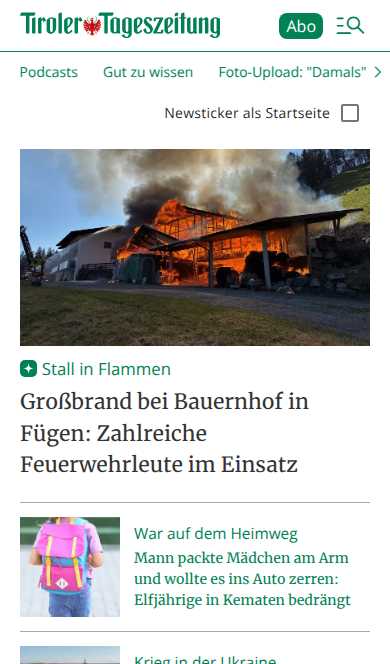 Tiroler Tageszeitung
Abo
Podcasts Gut zu wissen Foto-Upload: "Damals"
Newsticker als Startseite
Stall in Flammen
Großbrand bei Bauernhof in
Fügen: Zahlreiche
Feuerwehrleute im Einsatz
War auf dem Heimweg
Mann packte Mädchen am Arm
und wollte es ins Auto zerren:
Elfjährige in Kematen bedrängt
Krieg in der Ukraine